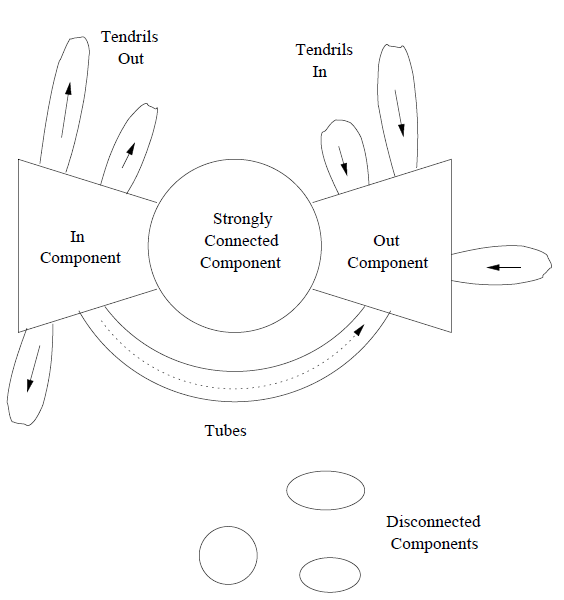 Tendrils
Out
Tendrils
In
In
Component
Strongly
Connected
Component
Out
Component
Tubes
Disconnected
Components